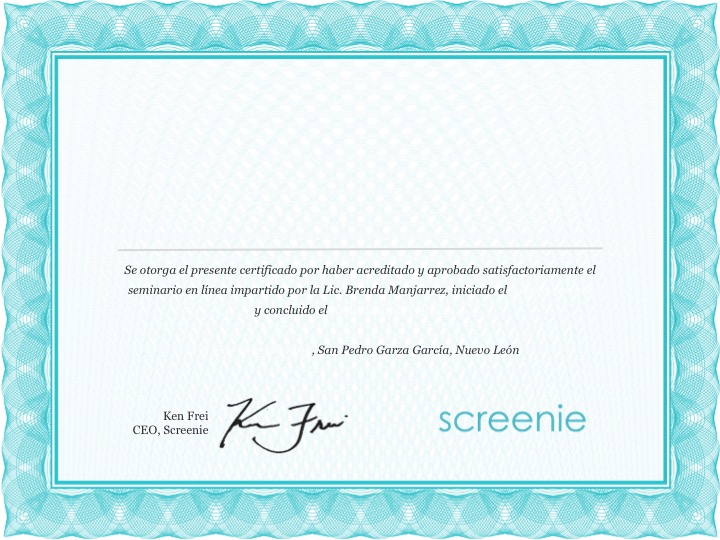 Se otorga el presente certificado por haber acreditado y aprobado satisfactoriamente el
seminario en línea impartido por la Lic. Brenda Manjarrez, iniciado el
y concluido el
, San Pedro Garza García, Nuevo León
Ken Frei
CEO, Screenie
Ken Frei
screenie